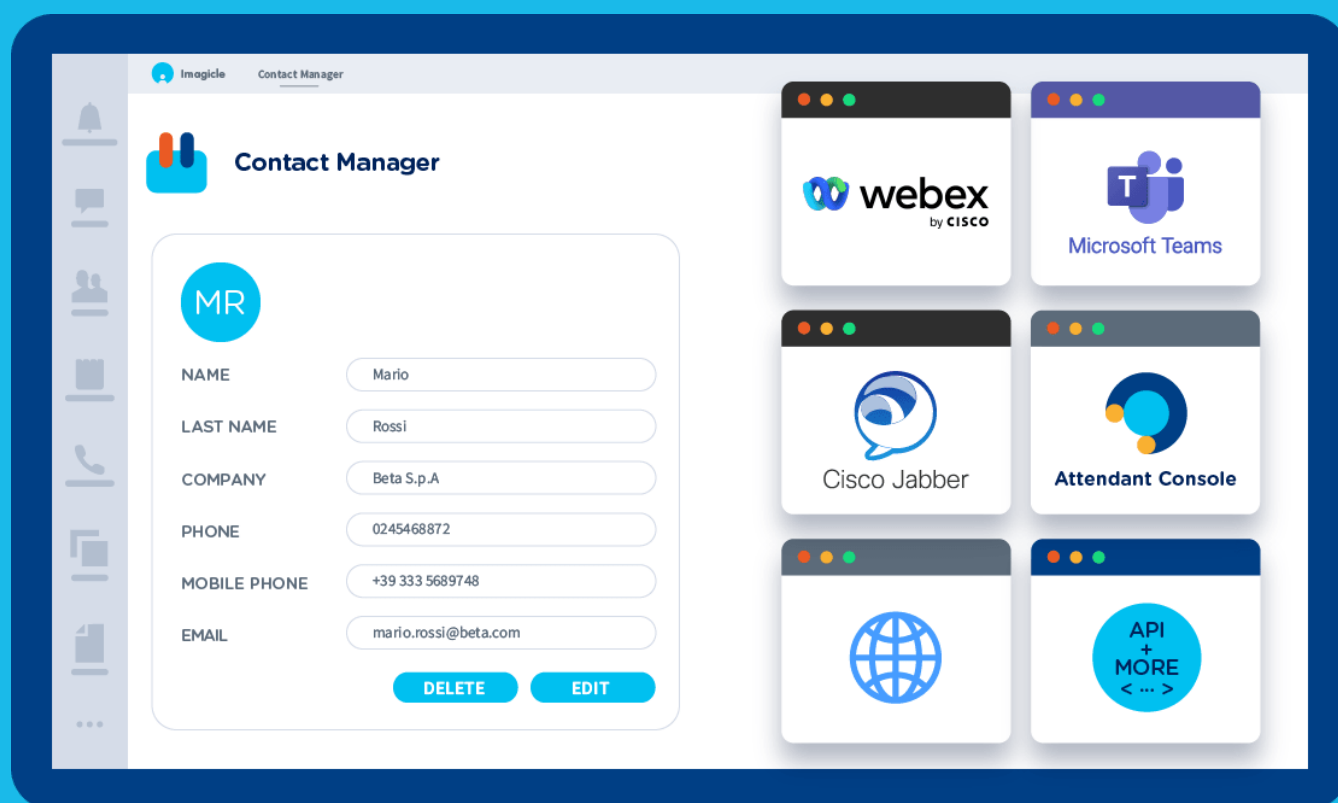 Imagicle Contact Manager
Contact Manager
MR
NAME Mario
LAST NAME Rossi
COMPANY Beta S.p.A
PHONE 0245468872
MOBILE PHONE +39 333 5689748
EMAIL mario.rossi@beta.com
DELETE EDIT
webex
by CISCO
T
Microsoft Teams
Cisco Jabber
Attendant Console
API
+
MORE
< ... >